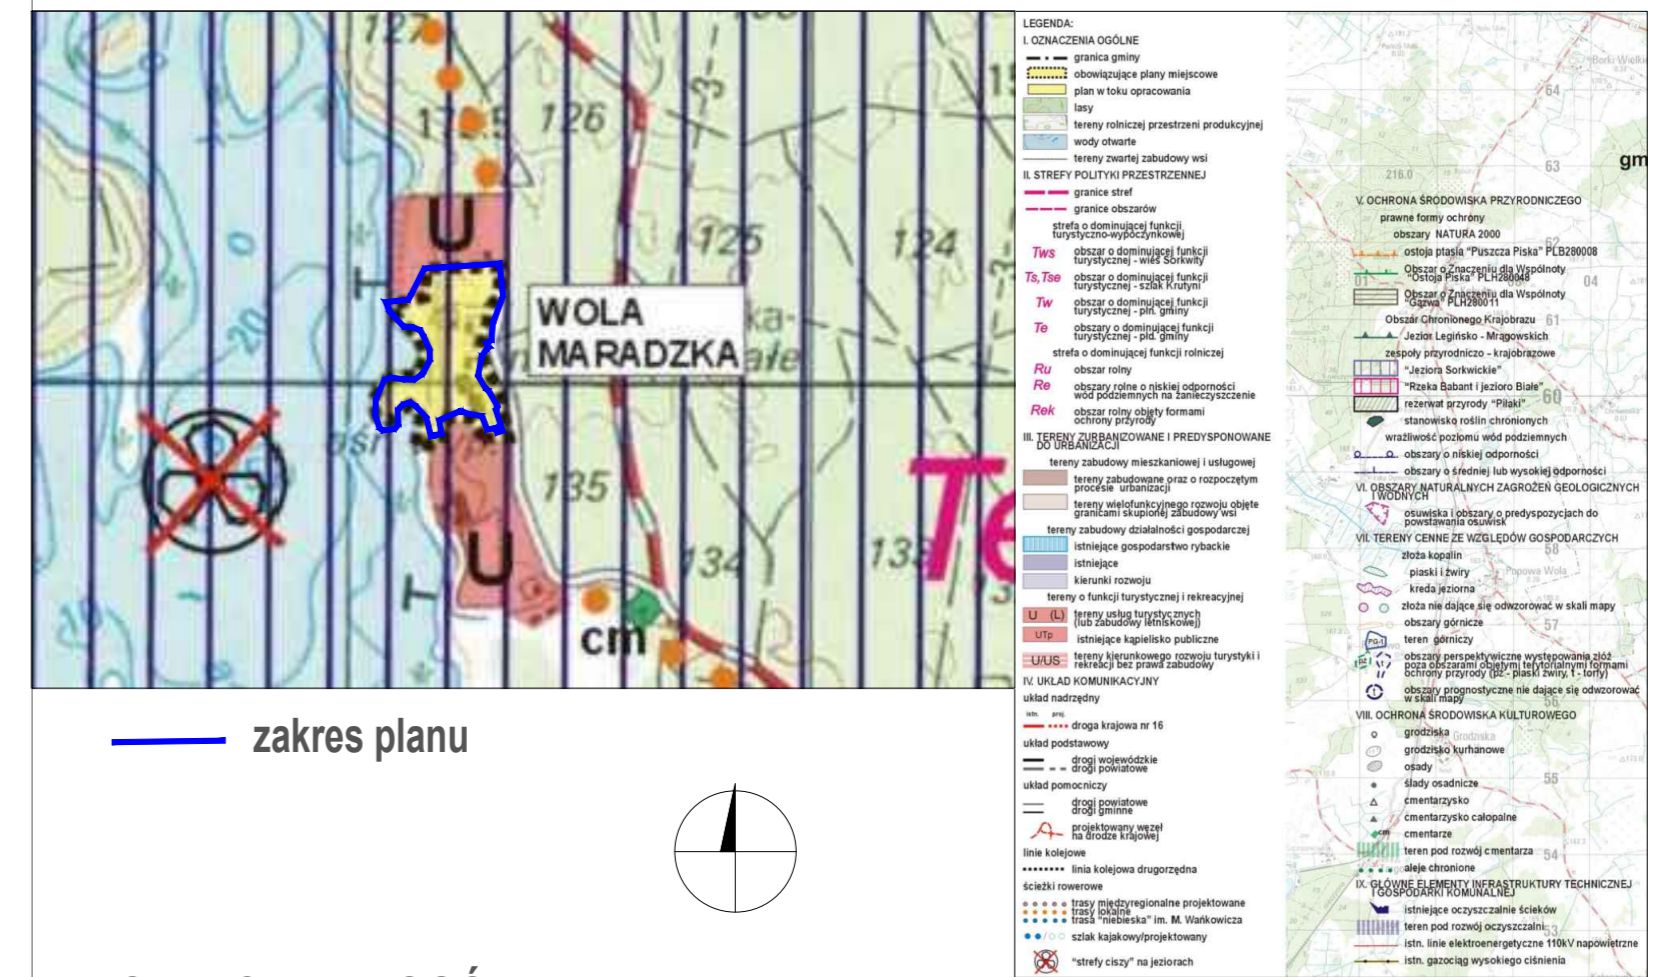 127
126
125
124
U
20
WOLA
MARADZKA
135
134
U
T
T
cm
Te
zakres planu
LEGENDA:
I. OZNACZENIA OGÓLNE
granica gminy
obowiązujące plany miejscowe
plan w toku opracowania
lasy
tereny rolniczej przestrzeni produkcyjnej
wody otwarte
tereny zwartej zabudowy wsi
II. STREFY POLITYKI PRZESTRZENNEJ
granice stref
granice obszarów
strefa o dominującej funkcji
turystyczno-wypoczynkowej
Tws obszar o dominującej funkcji
turystycznej - wieś Sorkwity
Ts,Tse obszar o dominującej funkcji
turystycznej - szlak Krutyni
Tw obszar o dominującej funkcji
turystycznej - płn. gminy
Te obszary o dominującej funkcji
turystycznej - płd. gminy
strefa o dominującej funkcji rolniczej
Ru obszar rolny
Re obszary rolne o niskiej odporności
wód podziemnych na zanieczyszczenie
Rek obszar rolny objęty formami
ochrony przyrody
III. TERENY ZURBANIZOWANE I PREDYSPONOWANE
DO URBANIZACJI
tereny zabudowy mieszkaniowej i usługowej
tereny zabudowane oraz o rozpoczętym
procesie urbanizacji
tereny wielofunkcyjnego rozwoju objęte
granicami skupionej zabudowy wsi
tereny zabudowy działalności gospodarczej
istniejące gospodarstwo rybackie
istniejące
kierunki rozwoju
tereny o funkcji turystycznej i rekreacyjnej
U (L) tereny usług turystycznych
(lub zabudowy letniskowej)
UTp istniejące kąpielisko publiczne
U/US tereny kierunkowego rozwoju turystyki i
rekreacji bez prawa zabudowy
IV. UKŁAD KOMUNIKACYJNY
układ nadrzędny
istn. proj.
droga krajowa nr 16
układ podstawowy
drogi wojewódzkie
drogi powiatowe
układ pomocniczy
drogi powiatowe
drogi gminne
projektowany węzeł
na drodze krajowej
linie kolejowe
linia kolejowa drugorzędna
ścieżki rowerowe
trasy międzyregionalne projektowane
trasy lokalne
trasa "niebieska" im. M. Wańkowicza
szlak kajakowy/projektowany
"strefy ciszy" na jeziorach
gm
V. OCHRONA ŚRODOWISKA PRZYRODNICZEGO
prawne formy ochrony
obszary NATURA 2000
ostoja ptasia "Puszcza Piska" PLB280008
Obszar o Znaczeniu dla Wspólnoty
"Ostoja Piska" PLH280048
Obszar o Znaczeniu dla Wspólnoty
"Gązwa" PLH280011
Obszar Chronionego Krajobrazu
Jezior Legińsko - Mrągowskich
zespoły przyrodniczo - krajobrazowe
"Jeziora Sorkwickie"
"Rzeka Babant i jezioro Białe"
rezerwat przyrody "Piłaki"
stanowisko roślin chronionych
wrażliwość poziomu wód podziemnych
obszary o niskiej odporności
obszary o średniej lub wysokiej odporności
VI. OBSZARY NATURALNYCH ZAGROŻEŃ GEOLOGICZNYCH
I WODNYCH
osuwiska i obszary o predyspozycjach do
powstawania osuwisk
VII. TERENY CENNE ZE WZGLĘDÓW GOSPODARCZYCH
złoża kopalin
piaski i żwiry
kreda jeziorna
złoża nie dające się odwzorować w skali mapy
obszary górnicze
teren górniczy
obszary perspektywiczne występowania złóż
poza obszarami objętymi terytorialnymi formami
ochrony przyrody (pż - piaski żwiry, t - torfy)
obszary prognostyczne nie dające się odwzorować
w skali mapy
VIII. OCHRONA ŚRODOWISKA KULTUROWEGO
grodziska
grodzisko kurhanowe
osady
ślady osadnicze
cmentarzysko
cmentarzysko całopalne
cm cmentarze
teren pod rozwój cmentarza
aleje chronione
IX. GŁÓWNE ELEMENTY INFRASTRUKTURY TECHNICZNEJ
I GOSPODARKI KOMUNALNEJ
istniejące oczyszczalnie ścieków
teren pod rozwój oczyszczalni
istn. linie elektroenergetyczne 110kV napowietrzne
istn. gazociąg wysokiego ciśnienia